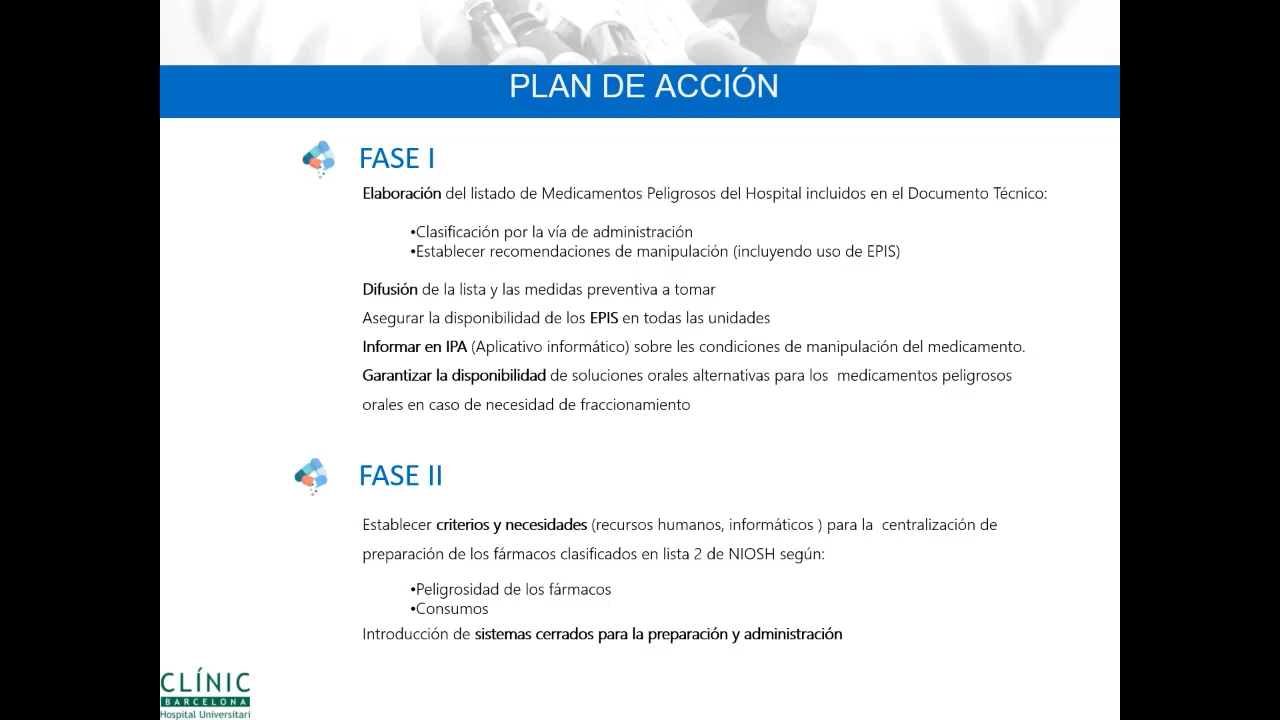 PLAN DE ACCIÓN
FASE I
Elaboración del listado de Medicamentos Peligrosos del Hospital incluidos en el Documento Técnico:
•Clasificación por la vía de administración
•Establecer recomendaciones de manipulación (incluyendo uso de EPIS)
Difusión de la lista y las medidas preventiva a tomar
Asegurar la disponibilidad de los EPIS en todas las unidades
Informar en IPA (Aplicativo informático) sobre les condiciones de manipulación del medicamento.
Garantizar la disponibilidad de soluciones orales alternativas para los  medicamentos peligrosos
orales en caso de necesidad de fraccionamiento
FASE II
Establecer criterios y necesidades (recursos humanos, informáticos ) para la  centralización de
preparación de los fármacos clasificados en lista 2 de NIOSH según:
•Peligrosidad de los fármacos
•Consumos
Introducción de sistemas cerrados para la preparación y administración
CLÍNIC
BARCELONA
Hospital Universitari